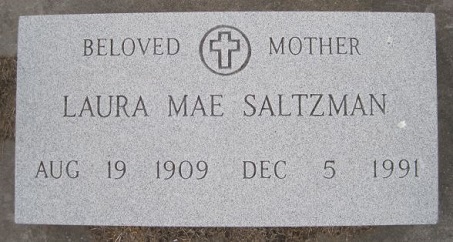 BELOVED MOTHER
LAURA MAE SALTZMAN
AUG 19 1909 DEC 5 1991